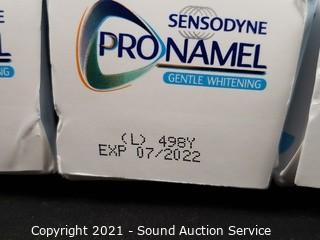 SENSODYNE
PRONAMEL
GENTLE WHITENING
(L) 498Y
EXP 07/2022
Copyright 2021 - Sound Auction Service